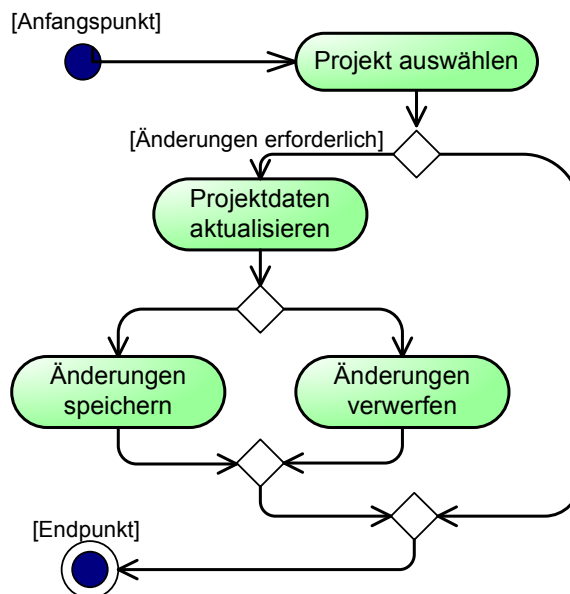 [Anfangspunkt]
Projekt auswählen
[Änderungen erforderlich]
Projektdaten
aktualisieren
Änderungen
speichern
Änderungen
verwerfen
[Endpunkt]